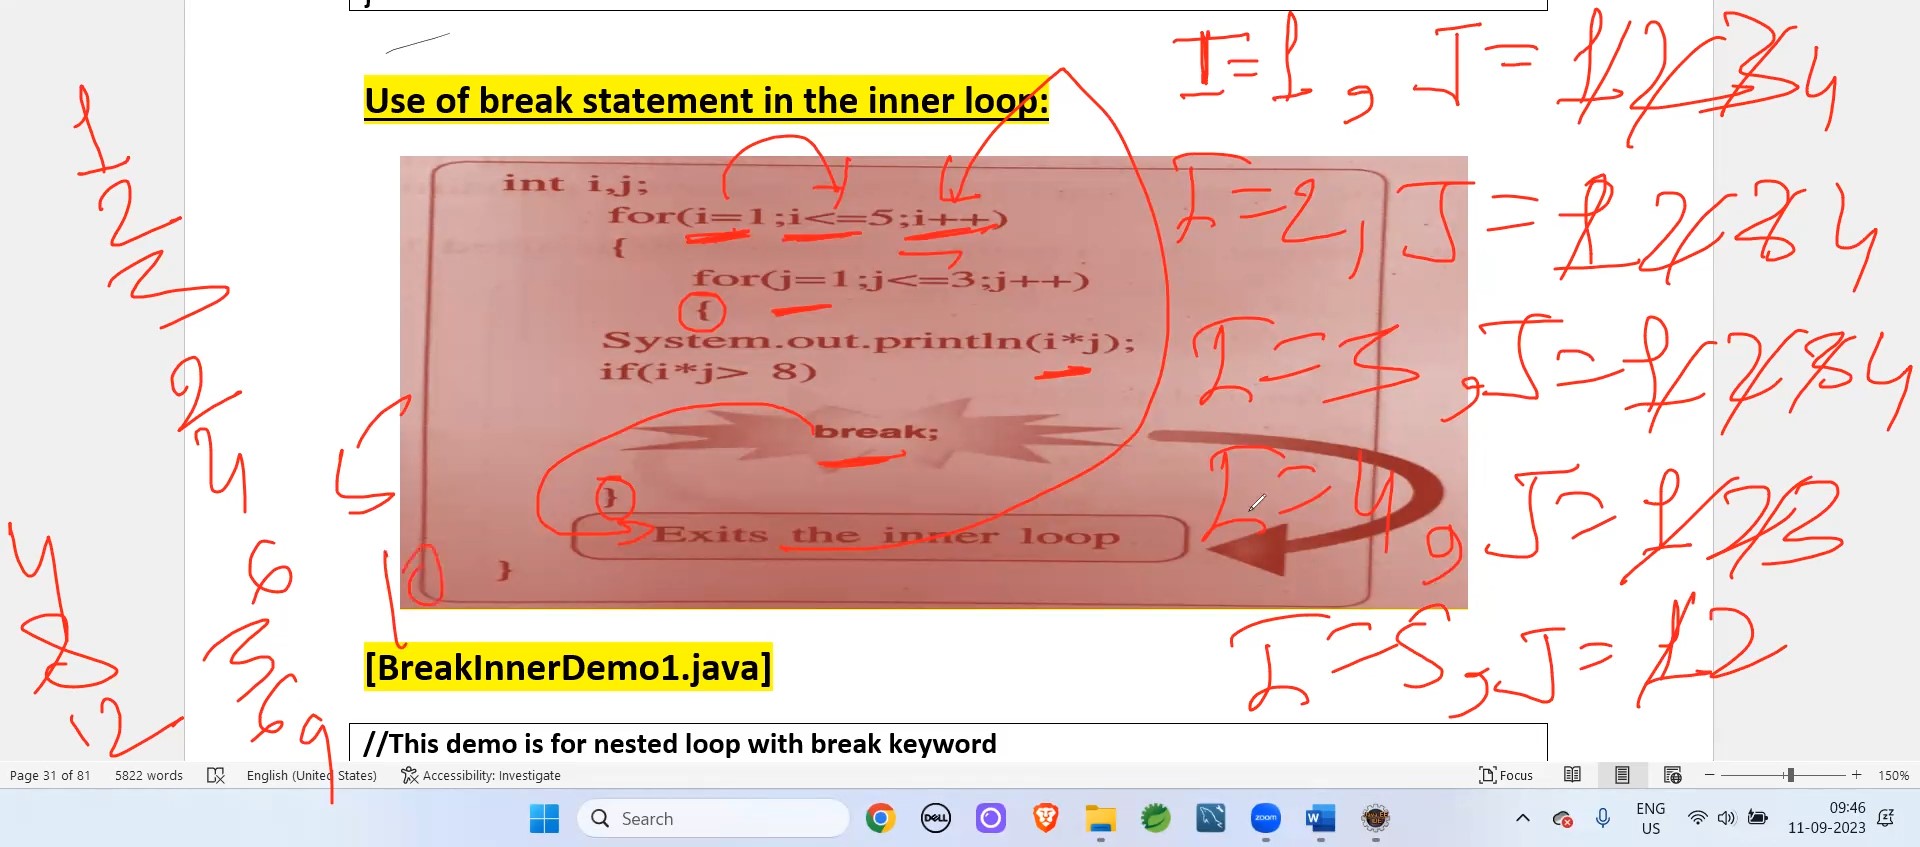 Use of break statement in the inner loop:
int i,j;
for(i=1;i<=5;i++)
{
for(j=1;j<=3;j++)
{
System.out.println(i*j);
if(i*j> 8)
break;
}
Exits the inner loop
}
[BreakInnerDemo1.java]
//This demo is for nested loop with break keyword
I=1, J=1234
I=2, J=1234
I=3, J=1234
I=4, J=123
I=5, J=12
1
2
3
2
4
6
3
6
9
4
8
12
5
10
Page 31 of 81 5822 words English (United States) Accessibility: Investigate Focus 150%
Search DELL zoom W ENG 09:46
US 11-09-2023